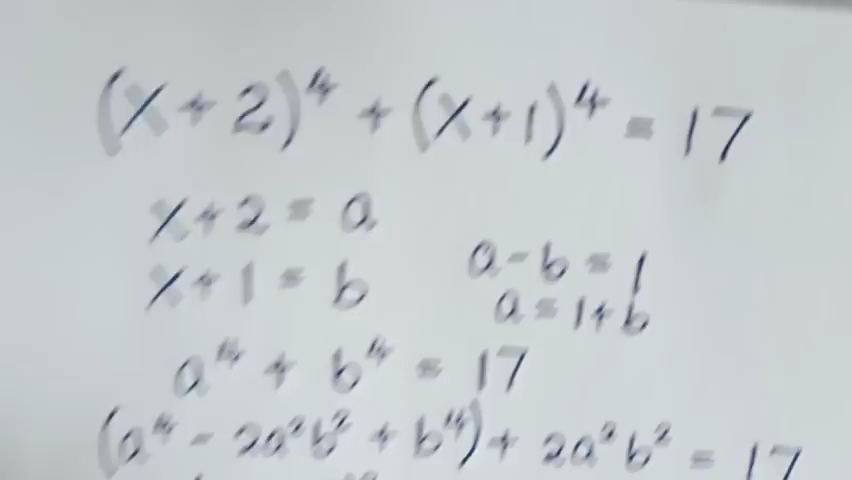 (x+2)⁴ + (x+1)⁴ = 17
x+2 = a
x+1 = b
a-b = 1
a = 1+b
a⁴ + b⁴ = 17
(a⁴ - 2a²b² + b⁴) + 2a²b² = 17